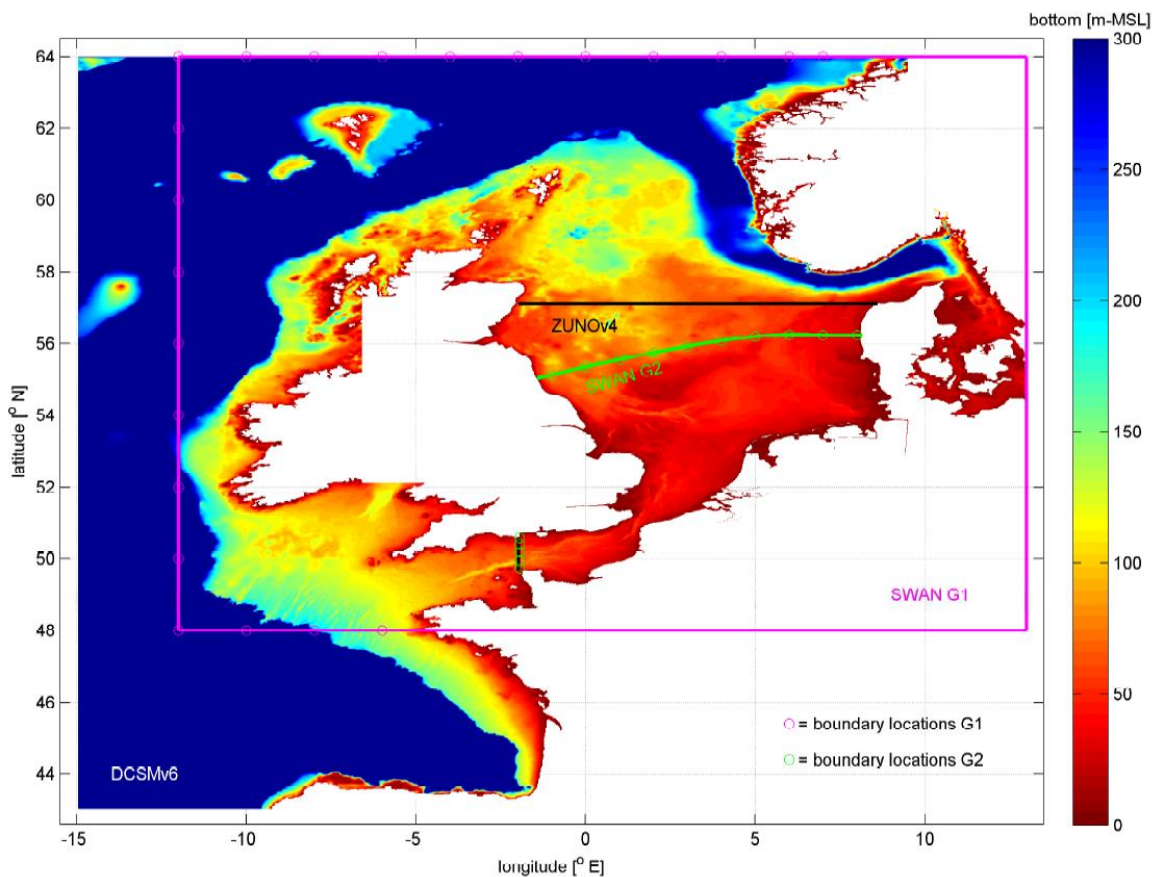 bottom [m-MSL]
64
62
60
58
56
54
52
50
48
46
44
300
250
200
150
100
50
0
ZUNOv4
SWAN G2
SWAN G1
= boundary locations G1
= boundary locations G2
DCSMv6
-15
-10
-5
0
5
10
latitude [° N]
longitude [° E]